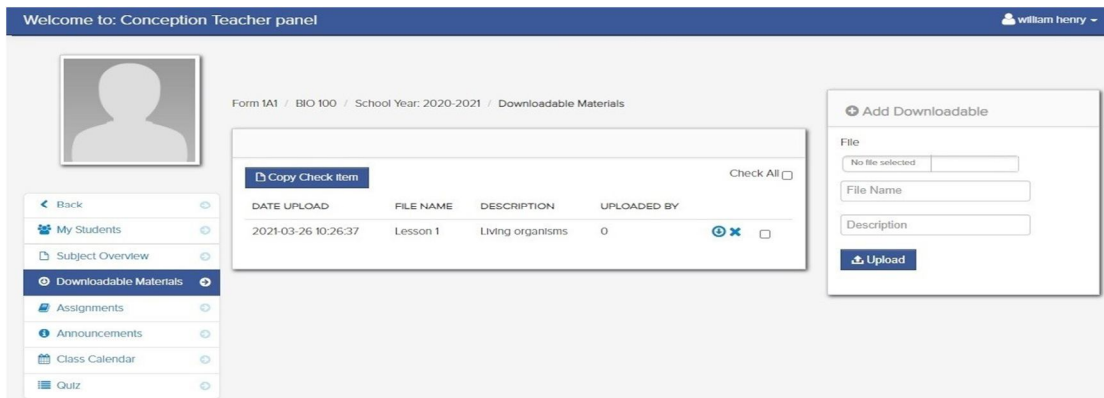 Welcome to: Conception Teacher panel
william henry
Form 1A1 / BIO 100 / School Year: 2020-2021 / Downloadable Materials
Back
My Students
Subject Overview
Downloadable Materials
Assignments
Announcements
Class Calendar
Quiz
Copy Check Item
Check All
DATE UPLOAD FILE NAME DESCRIPTION UPLOADED BY
2021-03-26 10:26:37 Lesson 1 Living organisms 0
Add Downloadable
File
No file selected
File Name
Description
Upload